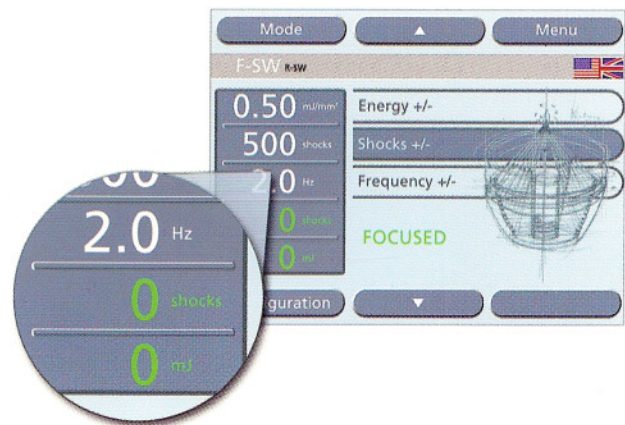 Mode
▲
Menu
F-SW R-SW
0.50 mJ/mm²
Energy +/-
500 shocks
Shocks +/-
2.0 Hz
Frequency +/-
0 shocks
FOCUSED
0 mJ
guration
▼
00
2.0 Hz
0 shocks
0 mJ